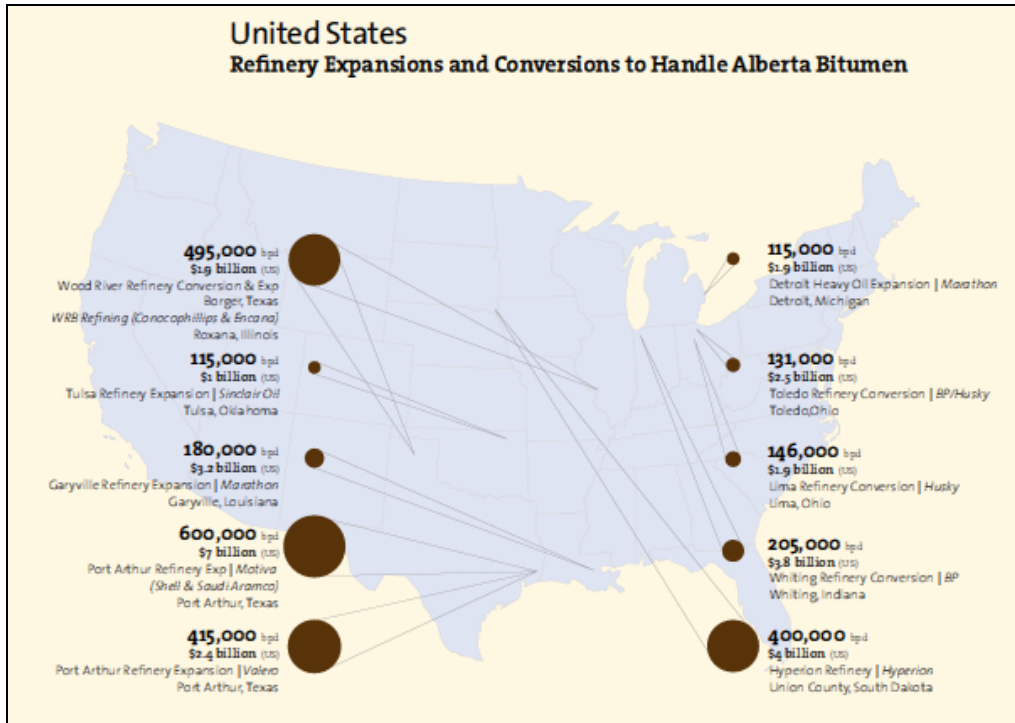 United States
Refinery Expansions and Conversions to Handle Alberta Bitumen
495,000 bpd
$1.9 billion (US)
Wood River Refinery Conversion & Exp
Borger, Texas
WRB Refining (Conocophillips & Encana)
Roxana, Illinois
115,000 bpd
$1 billion (US)
Tulsa Refinery Expansion | Sinclair Oil
Tulsa, Oklahoma
180,000 bpd
$3.2 billion (US)
Garyville Refinery Expansion | Marathon
Garyville, Louisiana
600,000 bpd
$7 billion (US)
Port Arthur Refinery Exp | Motiva
(Shell & Saudi Aramco)
Port Arthur, Texas
415,000 bpd
$2.4 billion (US)
Port Arthur Refinery Expansion | Valero
Port Arthur, Texas
115,000 bpd
$1.9 billion (US)
Detroit Heavy Oil Expansion | Marathon
Detroit, Michigan
131,000 bpd
$2.5 billion (US)
Toledo Refinery Conversion | BP/Husky
Toledo,Ohio
146,000 bpd
$1.9 billion (US)
Lima Refinery Conversion | Husky
Lima, Ohio
205,000 bpd
$3.8 billion (US)
Whiting Refinery Conversion | BP
Whiting, Indiana
400,000 bpd
$4 billion (US)
Hyperion Refinery | Hyperion
Union County, South Dakota